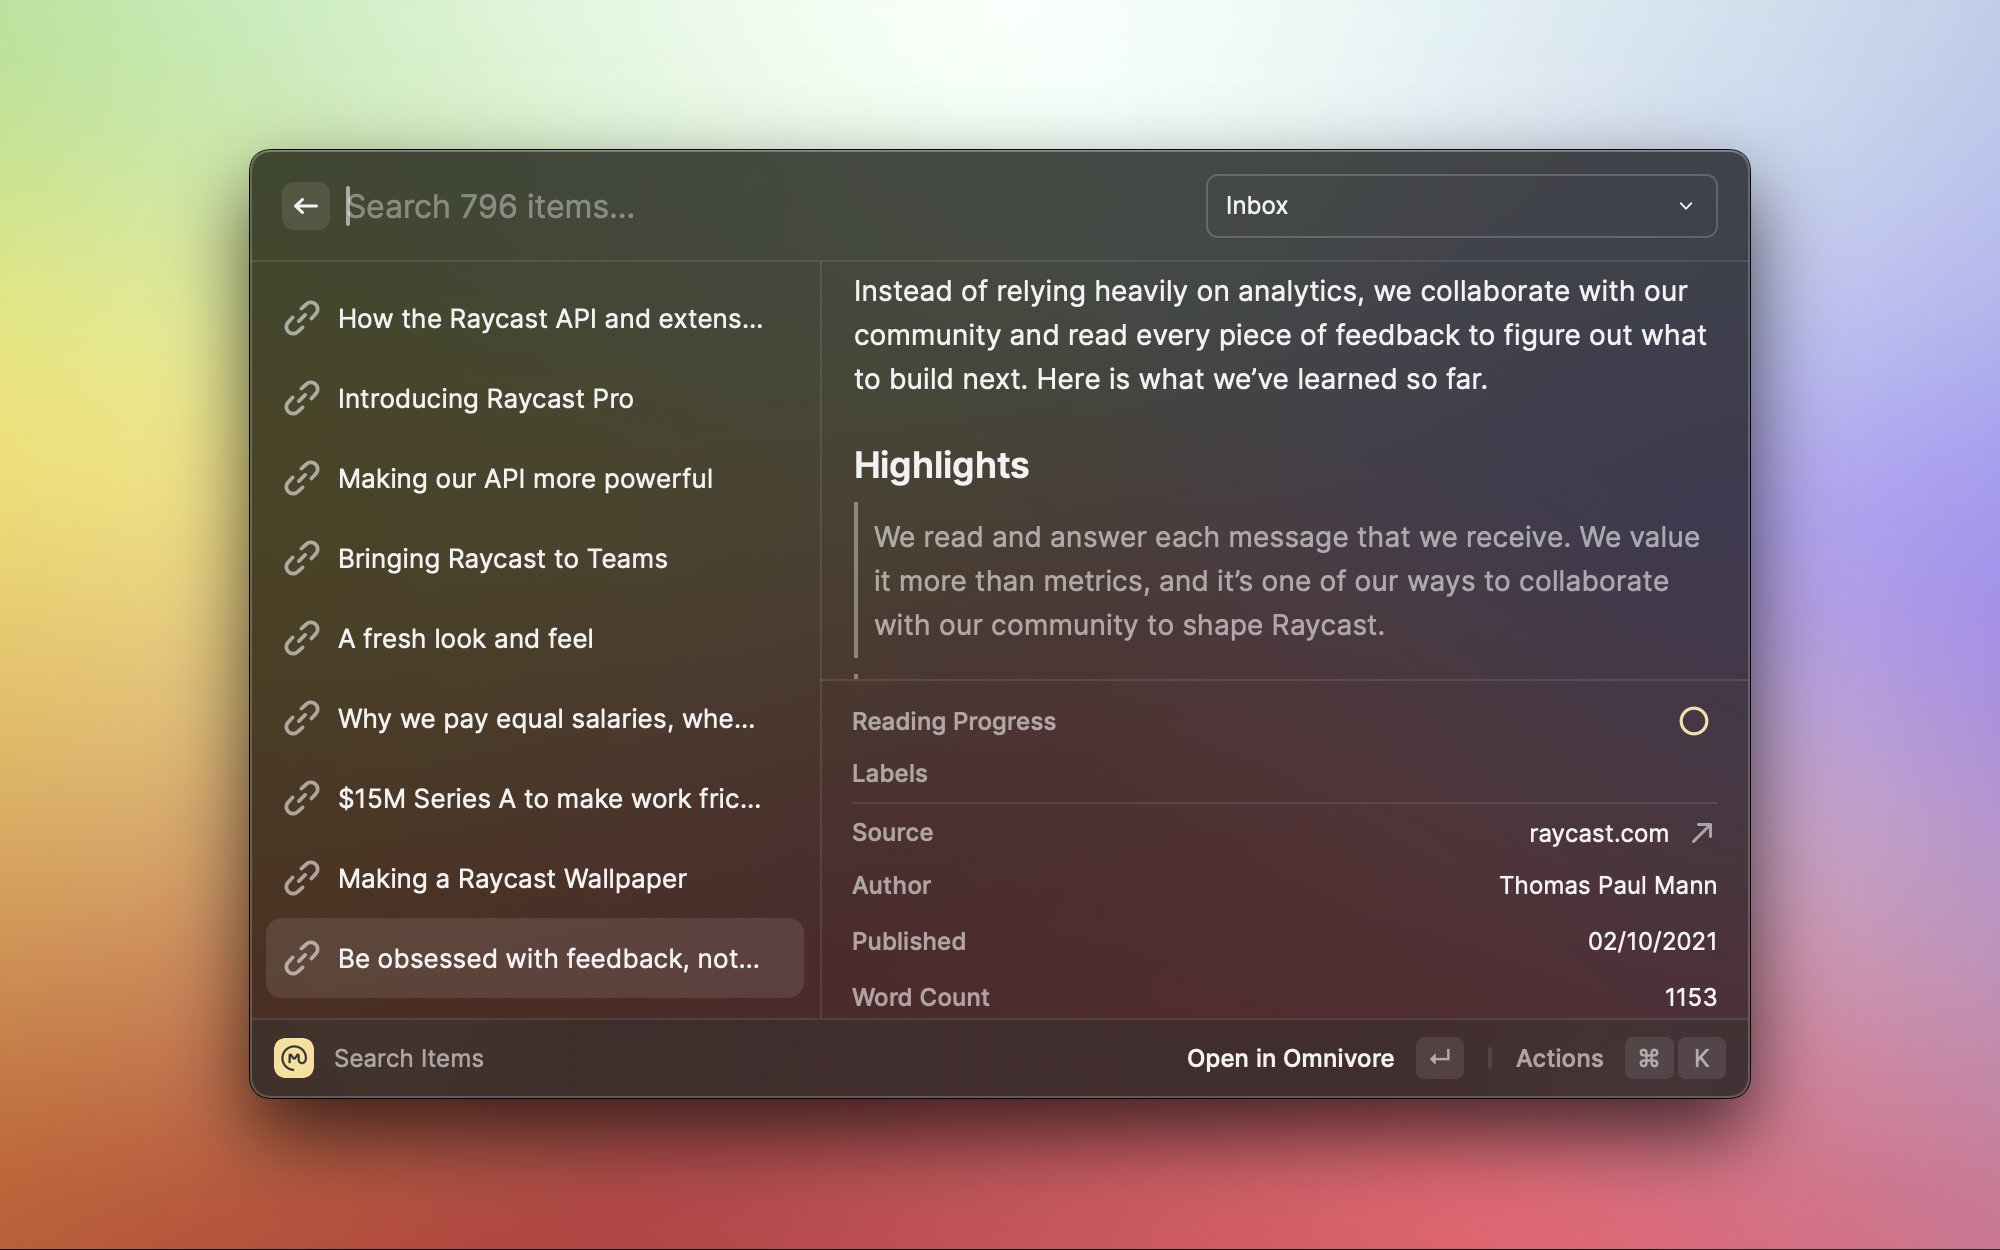 Search 796 items...
Inbox
How the Raycast API and extens...
Introducing Raycast Pro
Making our API more powerful
Bringing Raycast to Teams
A fresh look and feel
Why we pay equal salaries, whe...
$15M Series A to make work fric...
Making a Raycast Wallpaper
Be obsessed with feedback, not...
Instead of relying heavily on analytics, we collaborate with our
community and read every piece of feedback to figure out what
to build next. Here is what we’ve learned so far.
Highlights
We read and answer each message that we receive. We value
it more than metrics, and it’s one of our ways to collaborate
with our community to shape Raycast.
Reading Progress
Labels
Source raycast.com
Author Thomas Paul Mann
Published 02/10/2021
Word Count 1153
Search Items
Open in Omnivore ↵ | Actions ⌘ K